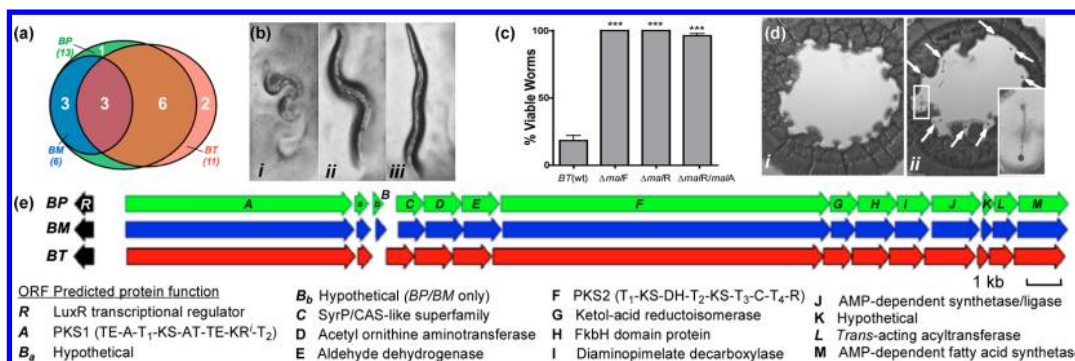 (a)
BP
(13)
1
3
3
6
2
BM
(6)
BT
(11)
(b)
i
ii
iii
(c)
% Viable Worms
100
50
0
***
***
***
BT(wt)
ΔmalF
ΔmalR
ΔmalR/malA
(d)
i
ii
(e)
BP R A a b B C D E F G H I J K L M
BM
BT
1 kb
ORF Predicted protein function
R LuxR transcriptional regulator
A PKS1 (TE-A-T1-KS-AT-TE-KRi-T2)
Ba Hypothetical
Bb Hypothetical (BP/BM only)
C SyrP/CAS-like superfamily
D Acetyl ornithine aminotransferase
E Aldehyde dehydrogenase
F PKS2 (T1-KS-DH-T2-KS-T3-C-T4-R)
G Ketol-acid reductoisomerase
H FkbH domain protein
I Diaminopimelate decarboxylase
J AMP-dependent synthetase/ligase
K Hypothetical
L Trans-acting acyltransferase
M AMP-dependent fatty acid synthetase